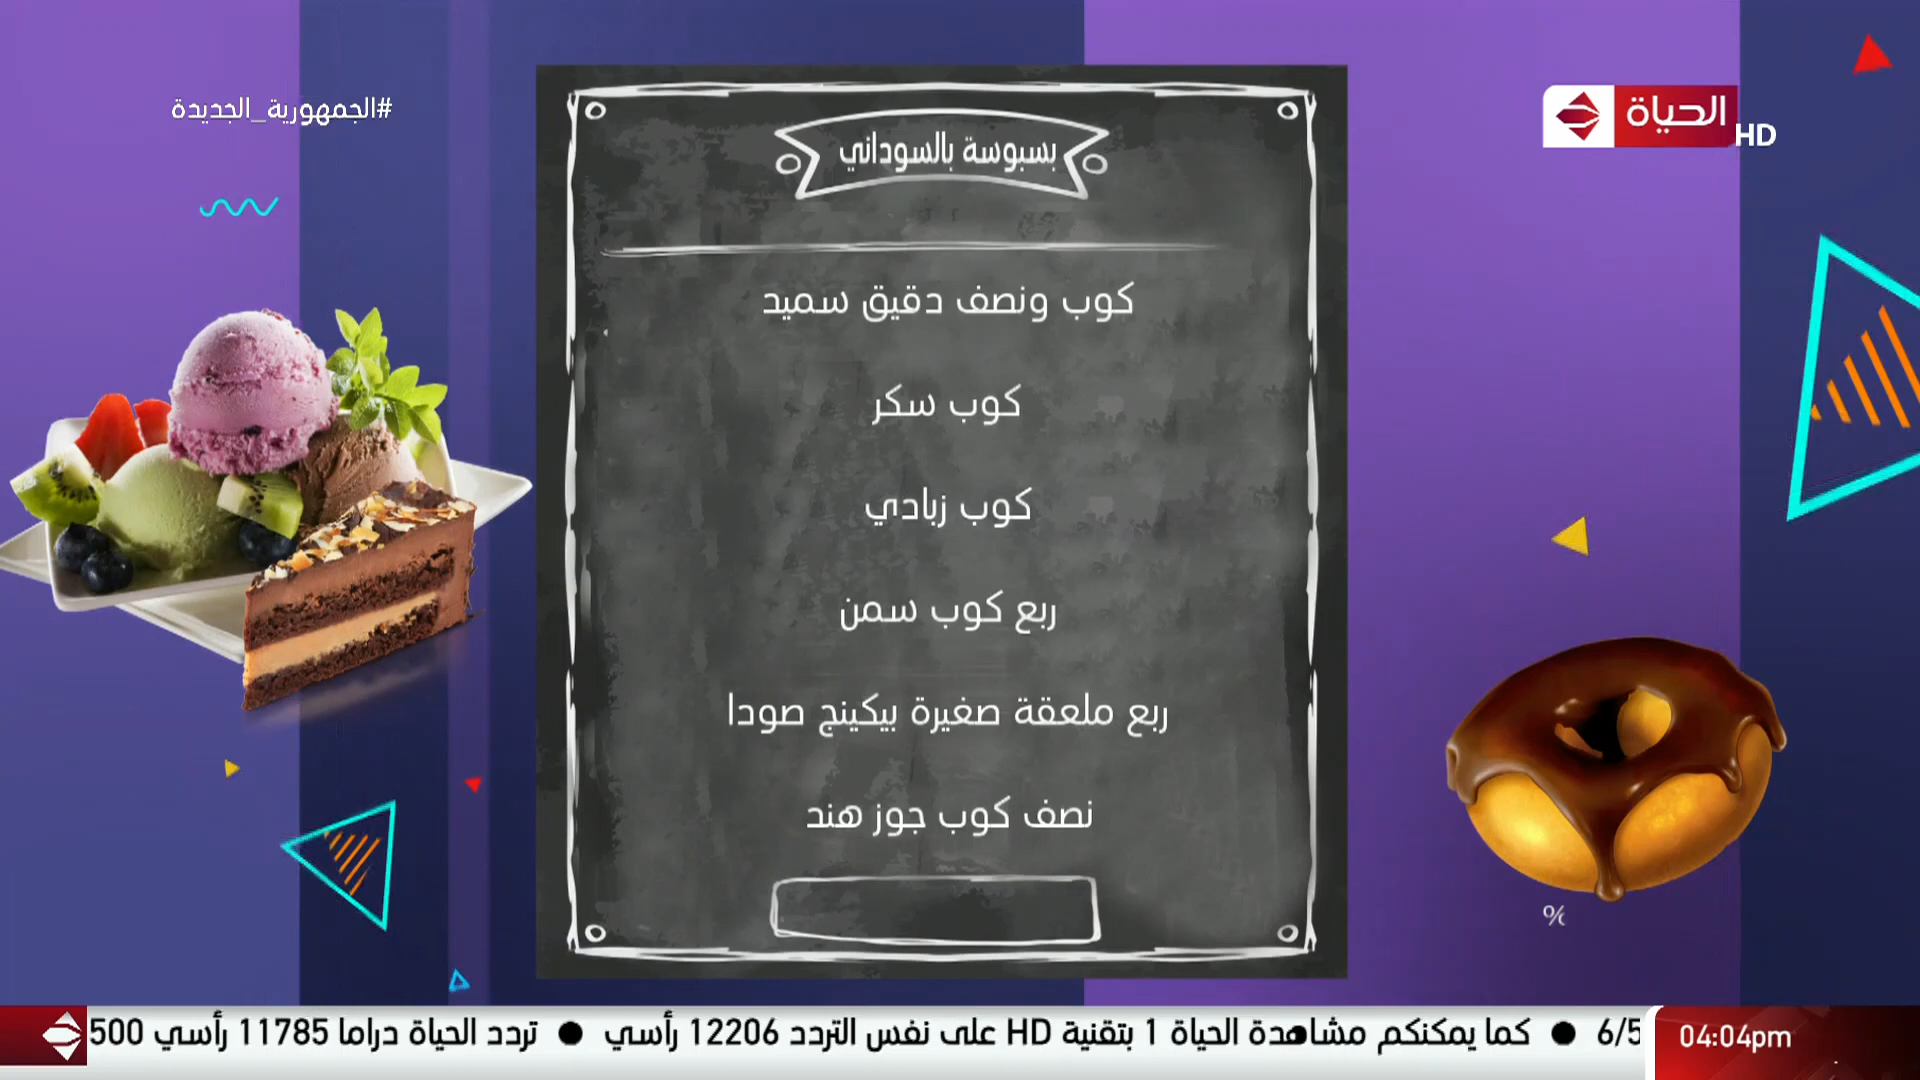 #الجمهورية_الجديدة
الحياة
HD
بسبوسة بالسوداني
كوب ونصف دقيق سميد
كوب سكر
كوب زبادي
ربع كوب سمن
ربع ملعقة صغيرة بيكينج صودا
نصف كوب جوز هند
%
6/5 ● كما يمكنكم مشاهدة الحياة 1 بتقنية HD على نفس التردد 12206 رأسي ● تردد الحياة دراما 11785 رأسي 500
04:04pm